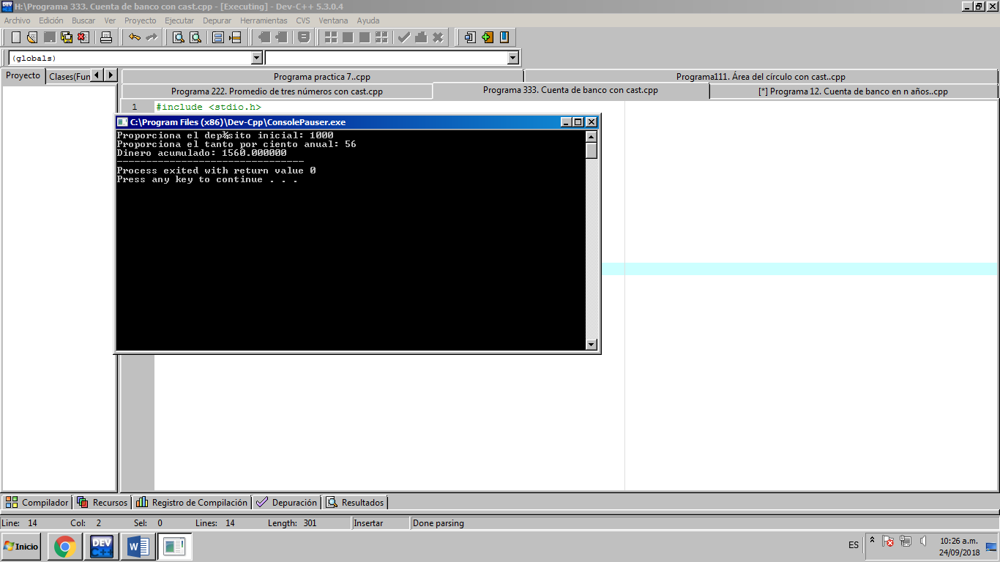 H:\Programa 333. Cuenta de banco con cast.cpp - [Executing] - Dev-C++ 5.3.0.4
Archivo Edición Buscar Ver Proyecto Ejecutar Depurar Herramientas CVS Ventana Ayuda
(globals)
Proyecto Clases(Fun
Programa practica 7..cpp Programa111. Área del círculo con cast..cpp
Programa 222. Promedio de tres números con cast.cpp Programa 333. Cuenta de banco con cast.cpp [*] Programa 12. Cuenta de banco en n años..cpp
1 #include <stdio.h>
C:\Program Files (x86)\Dev-Cpp\ConsolePauser.exe
Proporciona el dep¾sito inicial: 1000
Proporciona el tanto por ciento anual: 56
Dinero acumulado: 1560.000000
--------------------------------
Process exited with return value 0
Press any key to continue . . .
Compilador Recursos Registro de Compilación Depuración Resultados
Line: 14 Col: 2 Sel: 0 Lines: 14 Length: 301 Insertar Done parsing
Inicio DEV C++ W ES 10:26 a.m.
24/09/2018